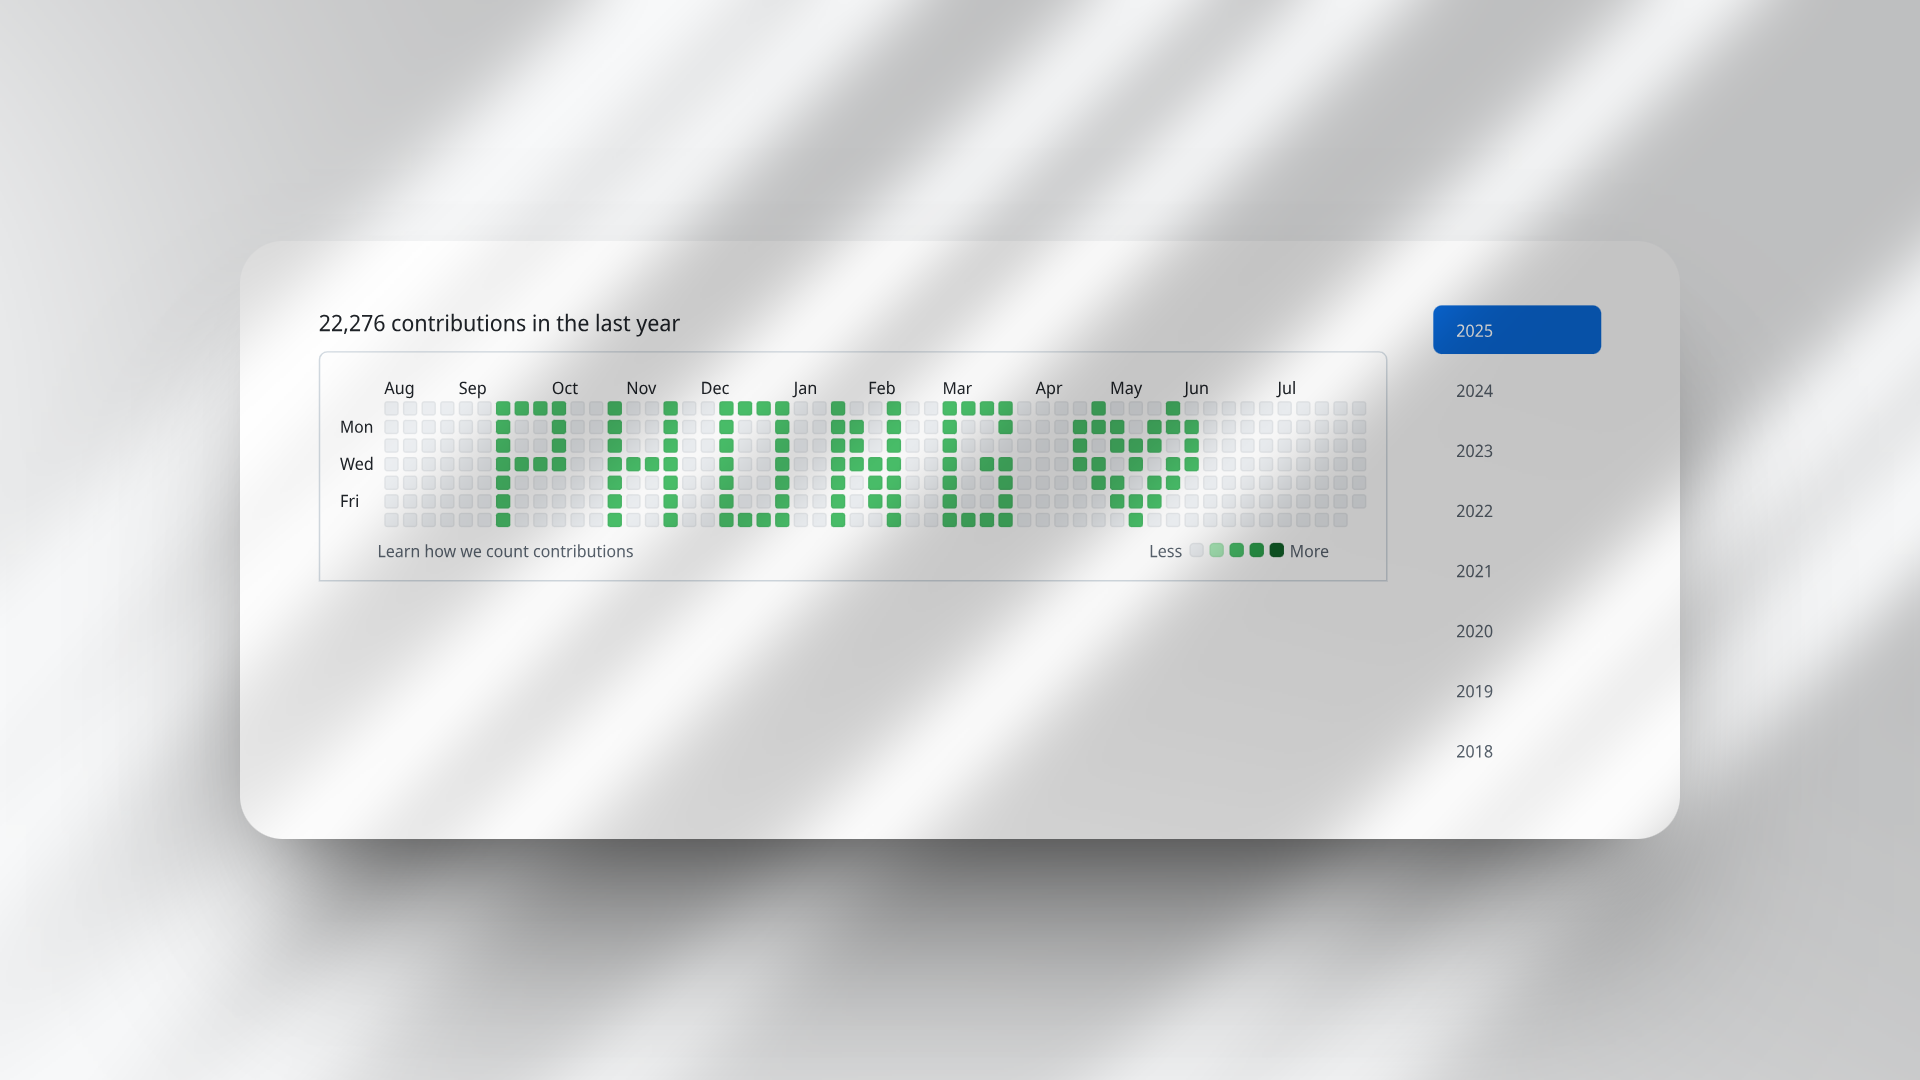 22,276 contributions in the last year
Aug Sep Oct Nov Dec Jan Feb Mar Apr May Jun Jul
Mon
Wed
Fri
PHONG
Learn how we count contributions
Less More
2025
2024
2023
2022
2021
2020
2019
2018